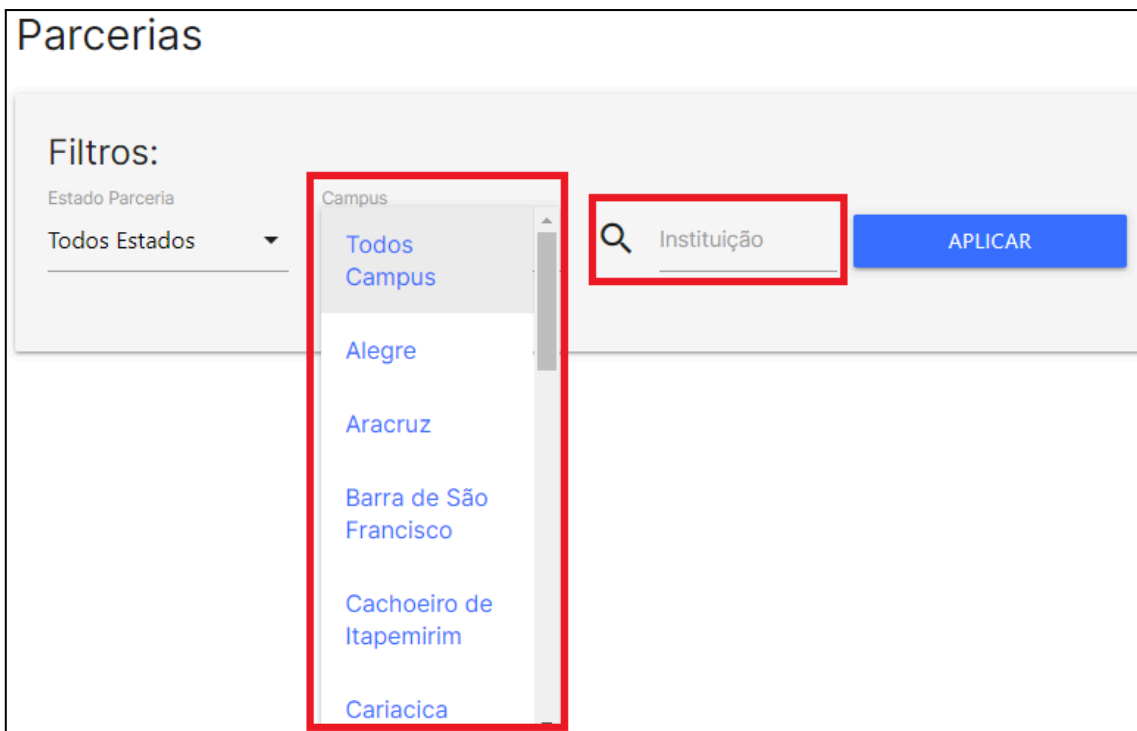 Parcerias
Filtros:
Estado Parceria
Todos Estados
Campus
Todos
Campus
Alegre
Aracruz
Barra de São
Francisco
Cachoeiro de
Itapemirim
Cariacica
Instituição
APLICAR